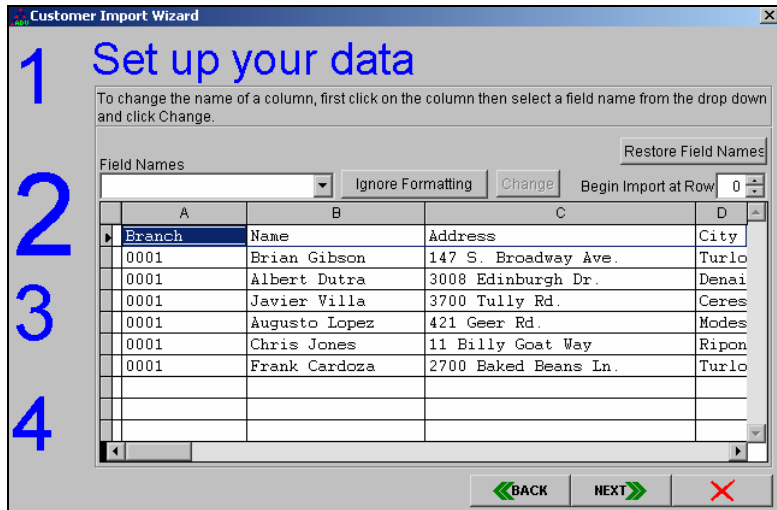 Customer Import Wizard
1
Set up your data
To change the name of a column, first click on the column then select a field name from the drop down
and click Change.
Restore Field Names
Field Names
Ignore Formatting Change Begin Import at Row 0
2
A B C D
Branch Name Address City
0001 Brian Gibson 147 S. Broadway Ave. Turlo
0001 Albert Dutra 3008 Edinburgh Dr. Denai
0001 Javier Villa 3700 Tully Rd. Ceres
3
0001 Augusto Lopez 421 Geer Rd. Modes
0001 Chris Jones 11 Billy Goat Way Ripon
0001 Frank Cardoza 2700 Baked Beans Ln. Turlo
4
BACK NEXT